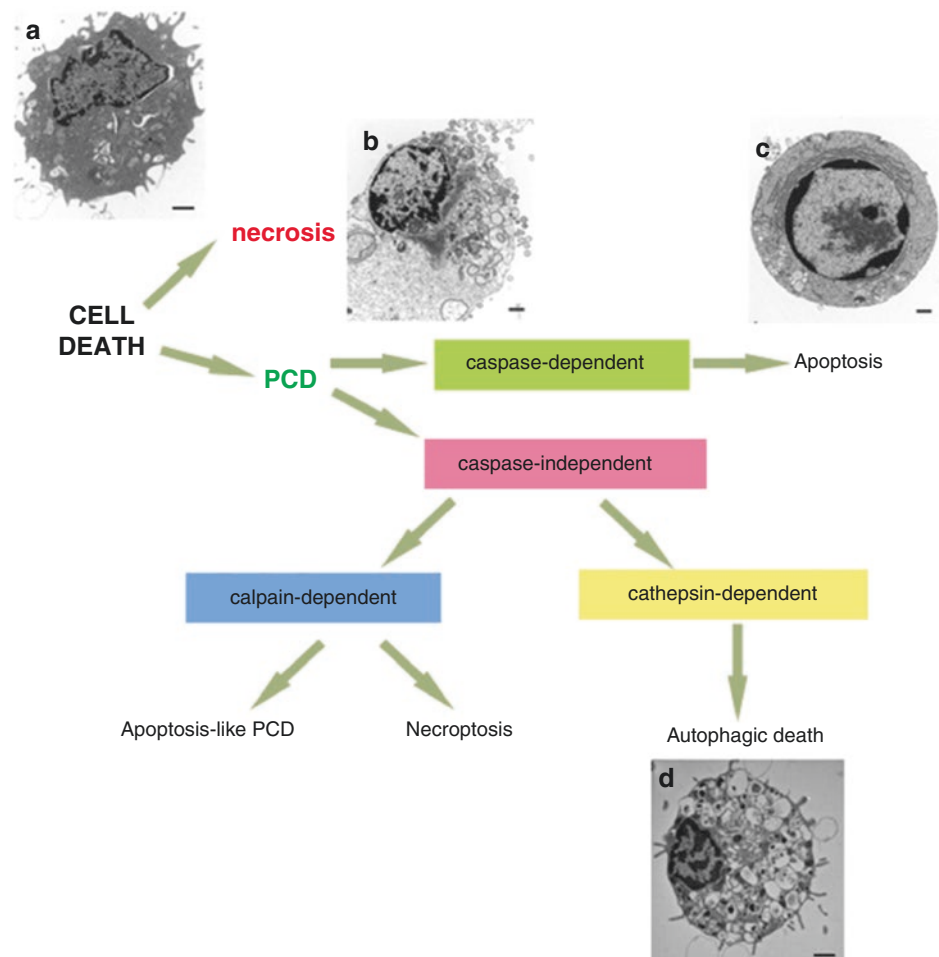 a
b
c
necrosis
CELL
DEATH
PCD
caspase-dependent
Apoptosis
caspase-independent
calpain-dependent
cathepsin-dependent
Apoptosis-like PCD
Necroptosis
Autophagic death
d